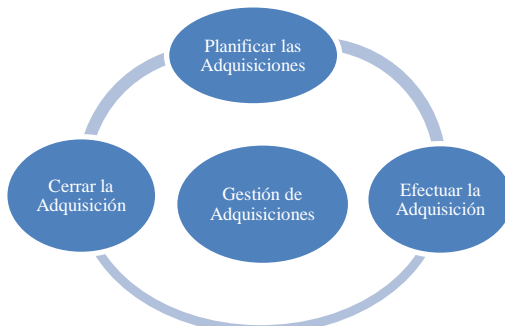 Planificar las
Adquisiciones
Cerrar la
Adquisición
Gestión de
Adquisiciones
Efectuar la
Adquisición